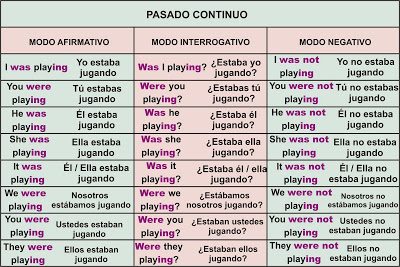 PASADO CONTINUO
MODO AFIRMATIVO MODO INTERROGATIVO MODO NEGATIVO
I was playing Yo estaba jugando Was I playing? ¿Estaba yo jugando? I was not playing Yo no estaba jugando
You were playing Tú estabas jugando Were you playing? ¿Estabas tú jugando? You were not playing Tú no estabas jugando
He was playing Él estaba jugando Was he playing? ¿Estaba él jugando? He was not playing Él no estaba jugando
She was playing Ella estaba jugando Was she playing? ¿Estaba ella jugando? She was not playing Ella no estaba jugando
It was playing Él / Ella estaba jugando Was it playing? ¿Estaba él / ella jugando? It was not playing Él / Ella no estaba jugando
We were playing Nosotros estábamos jugando Were we playing? ¿Estábamos nosotros jugando? We were not playing Nosotros no estábamos jugando
You were playing Ustedes estaban jugando Were you playing? ¿Estaban ustedes jugando? You were not playing Ustedes no estaban jugando
They were playing Ellos estaban jugando Were they playing? ¿Estaban ellos jugando? They were not playing Ellos no estaban jugando